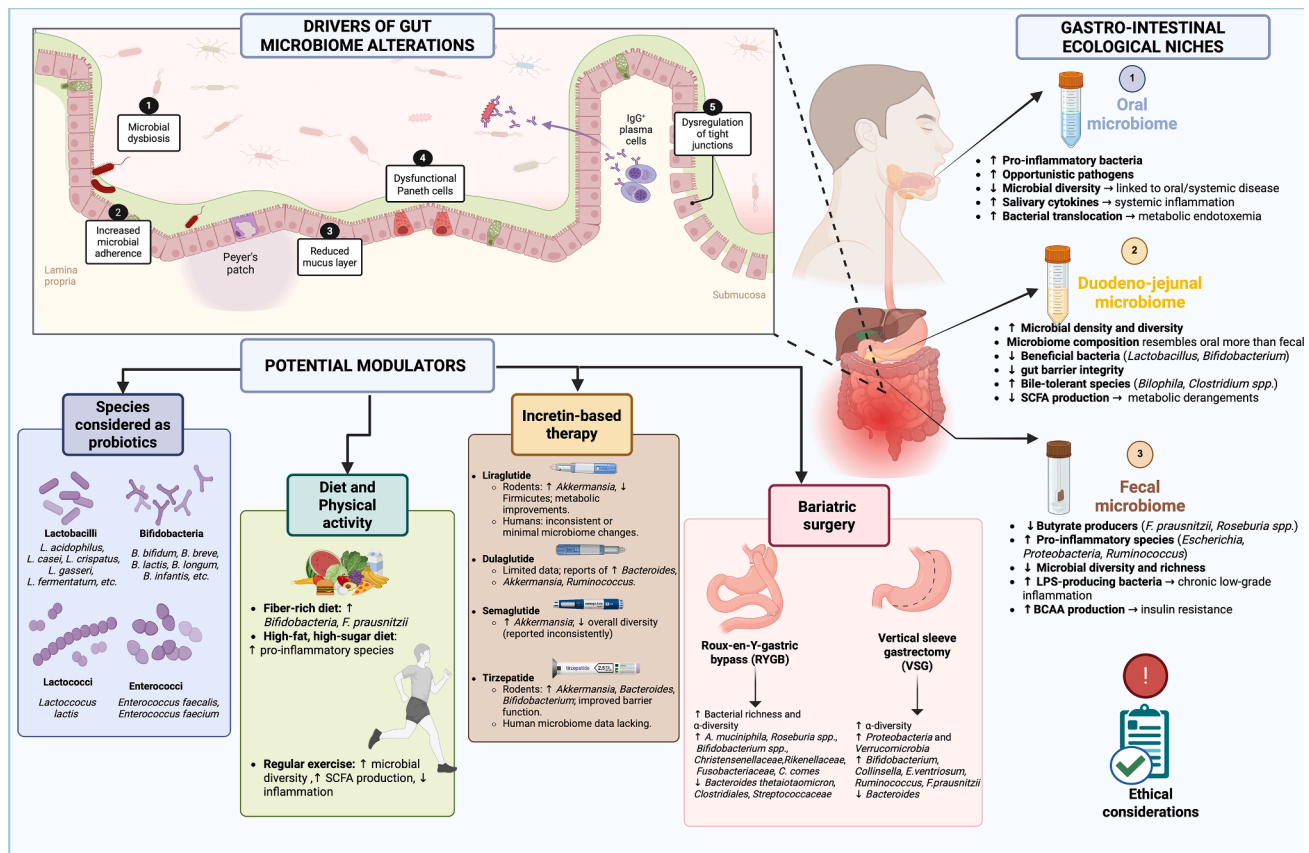 DRIVERS OF GUT
MICROBIOME ALTERATIONS
1
Microbial
dysbiosis
2
Increased
microbial
adherence
Lamina
propria
Peyer's
patch
3
Reduced
mucus layer
4
Dysfunctional
Paneth cells
IgG⁺
plasma
cells
5
Dysregulation
of tight
junctions
Submucosa
GASTRO-INTESTINAL
ECOLOGICAL NICHES
1
Oral
microbiome
• ↑ Pro-inflammatory bacteria
• ↑ Opportunistic pathogens
• ↓ Microbial diversity → linked to oral/systemic disease
• ↑ Salivary cytokines → systemic inflammation
• ↑ Bacterial translocation → metabolic endotoxemia
2
Duodeno-jejunal
microbiome
• ↑ Microbial density and diversity
• Microbiome composition resembles oral more than fecal
• ↓ Beneficial bacteria (Lactobacillus, Bifidobacterium)
• ↓ gut barrier integrity
• ↑ Bile-tolerant species (Bilophila, Clostridium spp.)
• ↓ SCFA production → metabolic derangements
3
Fecal
microbiome
• ↓ Butyrate producers (F. prausnitzii, Roseburia spp.)
• ↑ Pro-inflammatory species (Escherichia,
Proteobacteria, Ruminococcus)
• ↓ Microbial diversity and richness
• ↑ LPS-producing bacteria → chronic low-grade
inflammation
• ↑ BCAA production → insulin resistance
!
Ethical
considerations
POTENTIAL MODULATORS
Species
considered as
probiotics
Lactobacilli
L. acidophilus,
L. casei, L. crispatus,
L. gasseri,
L. fermentum, etc.
Bifidobacteria
B. bifidum, B. breve,
B. lactis, B. longum,
B. infantis, etc.
Lactococci
Lactoccocus
lactis
Enterococci
Enterococcus faecalis,
Enterococcus faecium
Diet and
Physical
activity
• Fiber-rich diet: ↑
Bifidobacteria, F. prausnitzii
• High-fat, high-sugar diet:
↑ pro-inflammatory species
• Regular exercise: ↑ microbial
diversity ,↑ SCFA production, ↓
inflammation
Incretin-based
therapy
• Liraglutide
○ Rodents: ↑ Akkermansia, ↓
Firmicutes; metabolic
improvements.
○ Humans: inconsistent or
minimal microbiome changes.
• Dulaglutide
○ Limited data; reports of ↑ Bacteroides,
○ Akkermansia, Ruminococcus.
• Semaglutide
○ ↑ Akkermansia; ↓ overall diversity
(reported inconsistently)
tirzepatide
• Tirzepatide
○ Rodents: ↑ Akkermansia, Bacteroides,
Bifidobacterium; improved barrier
function.
○ Human microbiome data lacking.
Bariatric
surgery
Roux-en-Y-gastric
bypass (RYGB)
↑ Bacterial richness and
α-diversity
↑ A. muciniphila, Roseburia spp.,
Bifidobacterium spp.,
Christensenellaceae,Rikenellaceae,
Fusobacteriaceae, C. comes
↓ Bacteroides thetaiotaomicron,
Clostridiales, Streptococcaceae
Vertical sleeve
gastrectomy
(VSG)
↑ α-diversity
↑ Proteobacteria and
Verrucomicrobia
↑ Bifidobacterium,
Collinsella, E.ventriosum,
Ruminococcus, F.prausnitzii
↓ Bacteroides